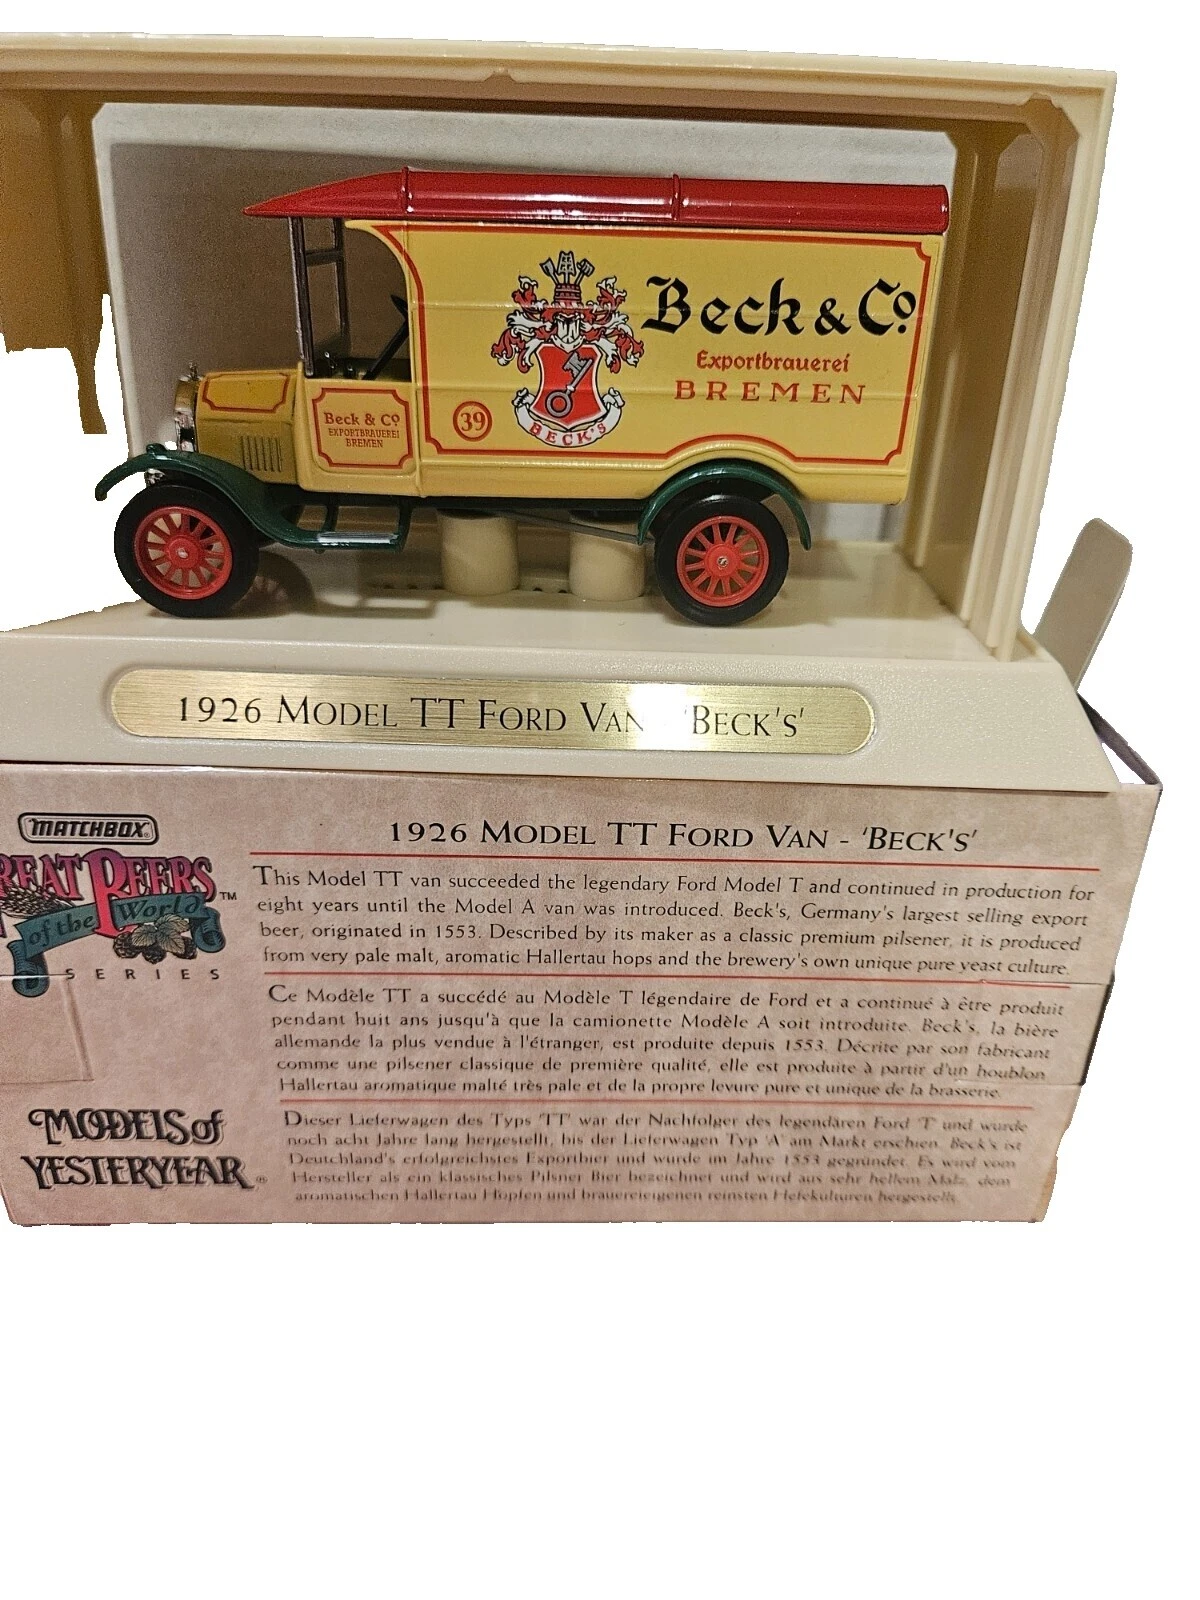 Beck & Co.
Exportbrauerei
BREMEN
BECK'S
39
Beck & Co
EXPORTBRAUEREI
BREMEN
1926 MODEL TT FORD VAN 'BECK'S'
MATCHBOX®
REAT BEERS™
of the World
SERIES
MODELS of
YESTERYEAR®
1926 MODEL TT FORD VAN - 'BECK'S'
This Model TT van succeeded the legendary Ford Model T and continued in production for
eight years until the Model A van was introduced. Beck's, Germany's largest selling export
beer, originated in 1553. Described by its maker as a classic premium pilsener, it is produced
from very pale malt, aromatic Hallertau hops and the brewery's own unique pure yeast culture.
Ce Modèle TT a succédé au Modèle T légendaire de Ford et a continué à être produit
pendant huit ans jusqu'à que la camionette Modèle A soit introduite. Beck's, la bière
allemande la plus vendue à l'étranger, est produite depuis 1553. Décrite par son fabricant
comme une pilsener classique de première qualité, elle est produite à partir d'un houblon
Hallertau aromatique malté très pale et de la propre levure pure et unique de la brasserie.
Dieser Lieferwagen des Typs 'TT' war der Nachfolger des legendären Ford 'T' und wurde
noch acht Jahre lang hergestellt, bis der Lieferwagen Typ 'A' am Markt erschien. Beck's ist
Deutchland's erfolgreichstes Exportbier und wurde im Jahre 1553 gegründet. Es wird vom
Hersteller als ein klassisches Pilsner Bier bezeichnet und wird aus sehr hellem Malz, dem
aromatischen Hallertau Hopfen und brauereieigenen reinsten Hefekulturen hergestellt.